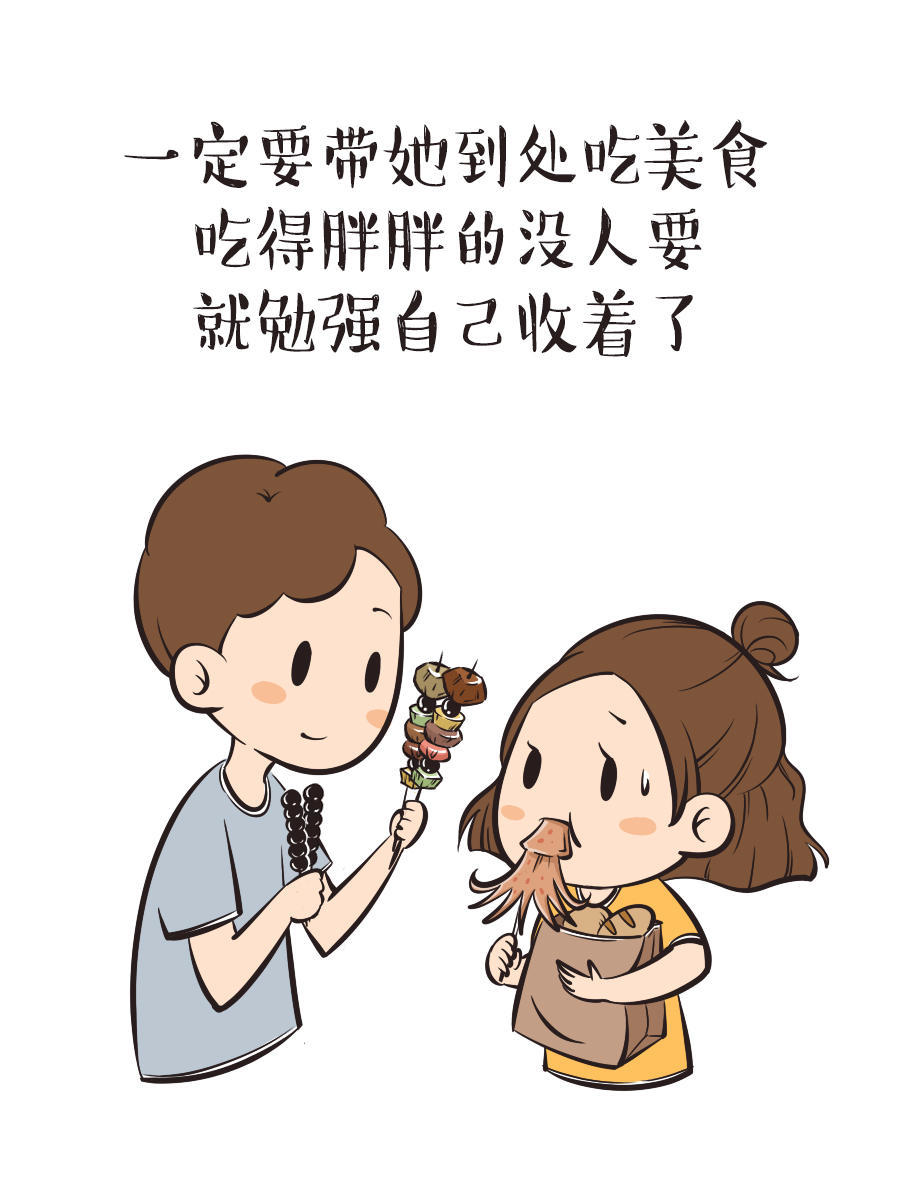 一定要带她到处吃美食
吃得胖胖的没人要
就勉强自己收着了